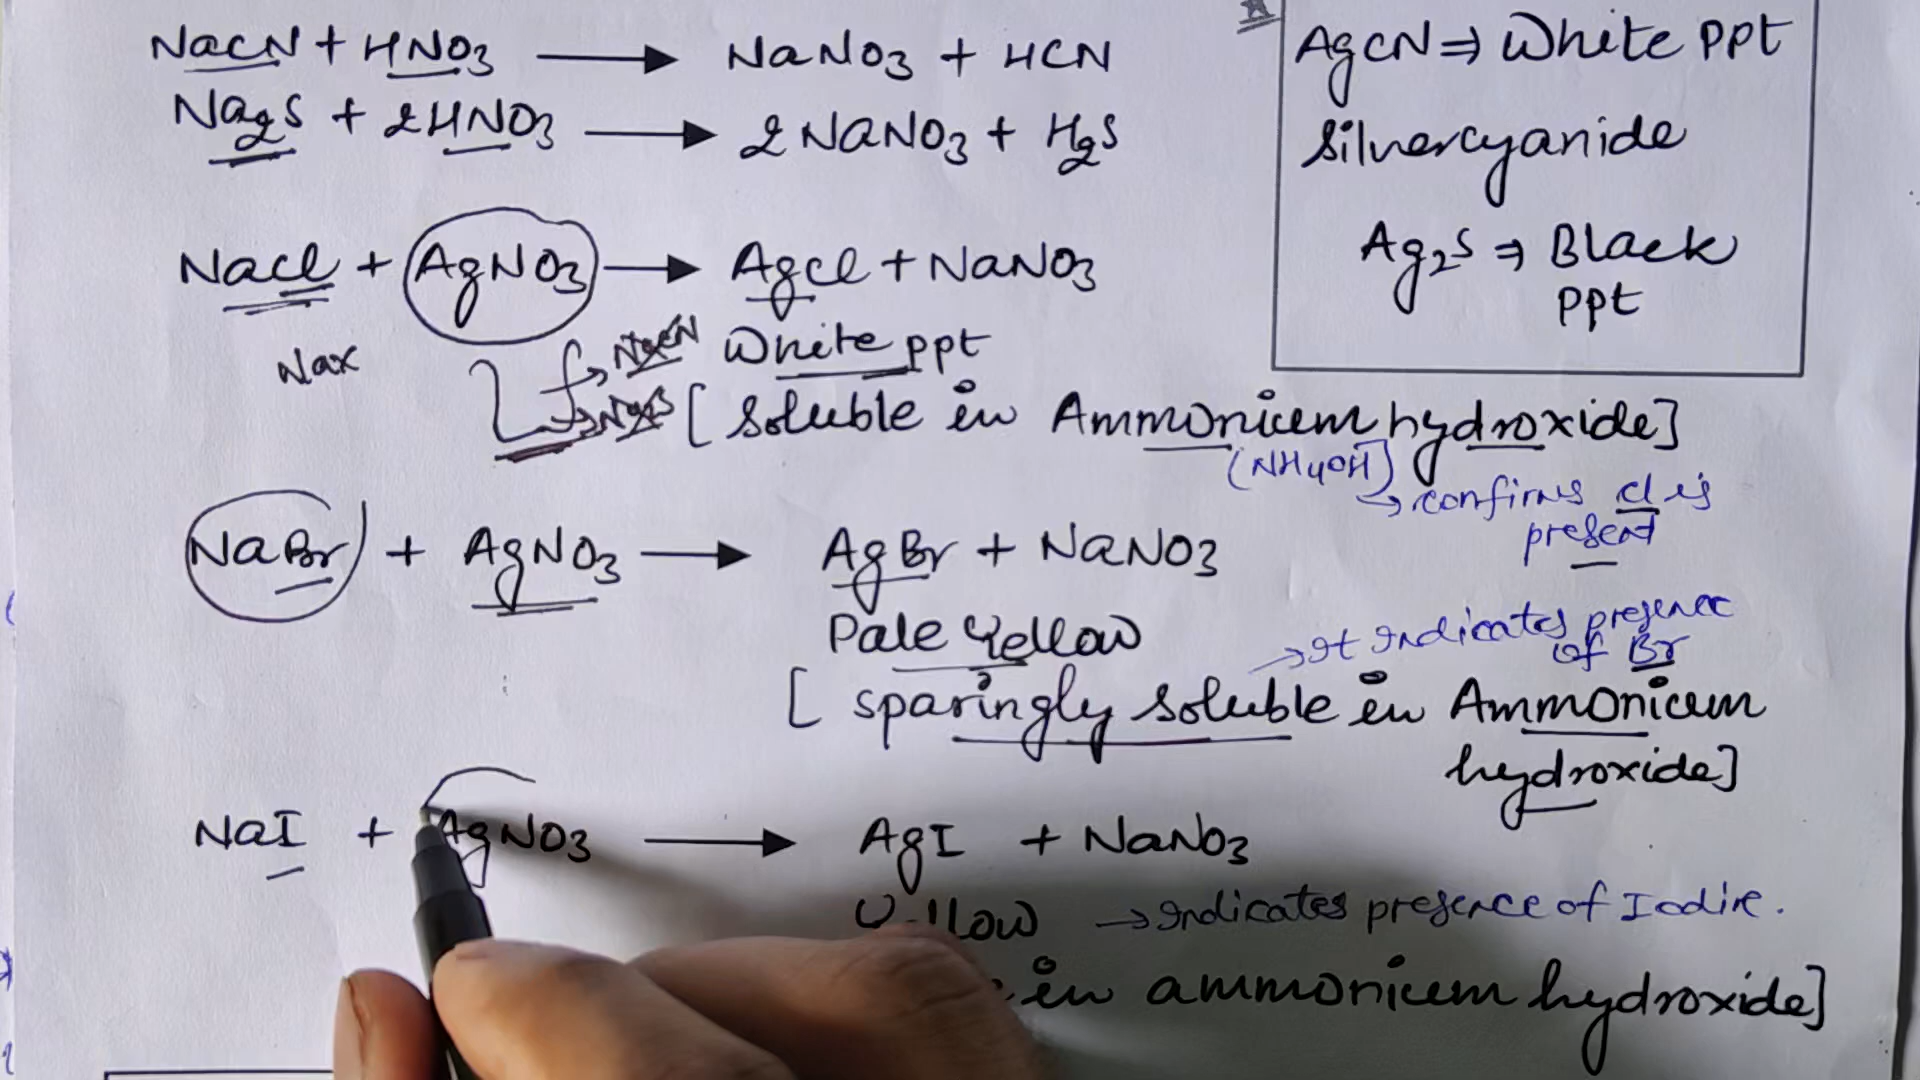 NaCN + HNO3 → NaNO3 + HCN
Na2S + 2HNO3 → 2NaNO3 + H2S
AgCN ⇒ White ppt
Silvercyanide
Ag2S ⇒ Black
ppt
NaCl + AgNO3 → AgCl + NaNO3
NaX
NaCN
Na2S
White ppt
[Soluble in Ammonium hydroxide]
(NH4OH)
→ confirms Cl is
present
NaBr + AgNO3 → AgBr + NaNO3
Pale Yellow
→ It Indicates presence
of Br
[sparingly soluble in Ammonium
hydroxide]
NaI + AgNO3 → AgI + NaNO3
→ Indicates presence of Iodine.
in ammonium hydroxide]